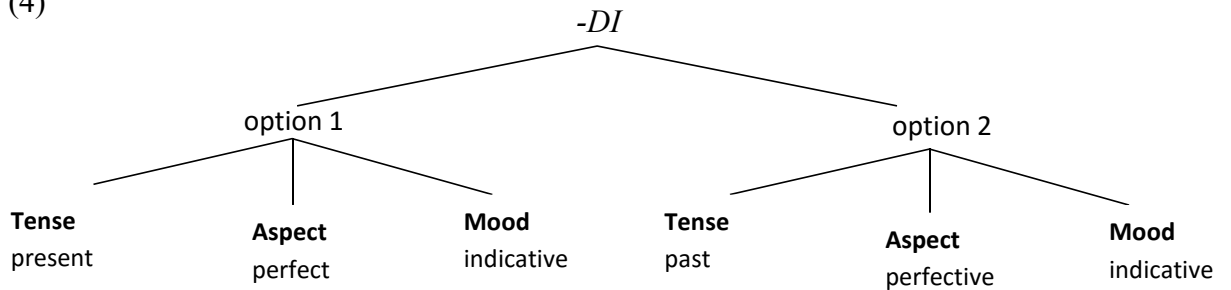 (4)
-DI
option 1
option 2
Tense
present
Aspect
perfect
Mood
indicative
Tense
past
Aspect
perfective
Mood
indicative